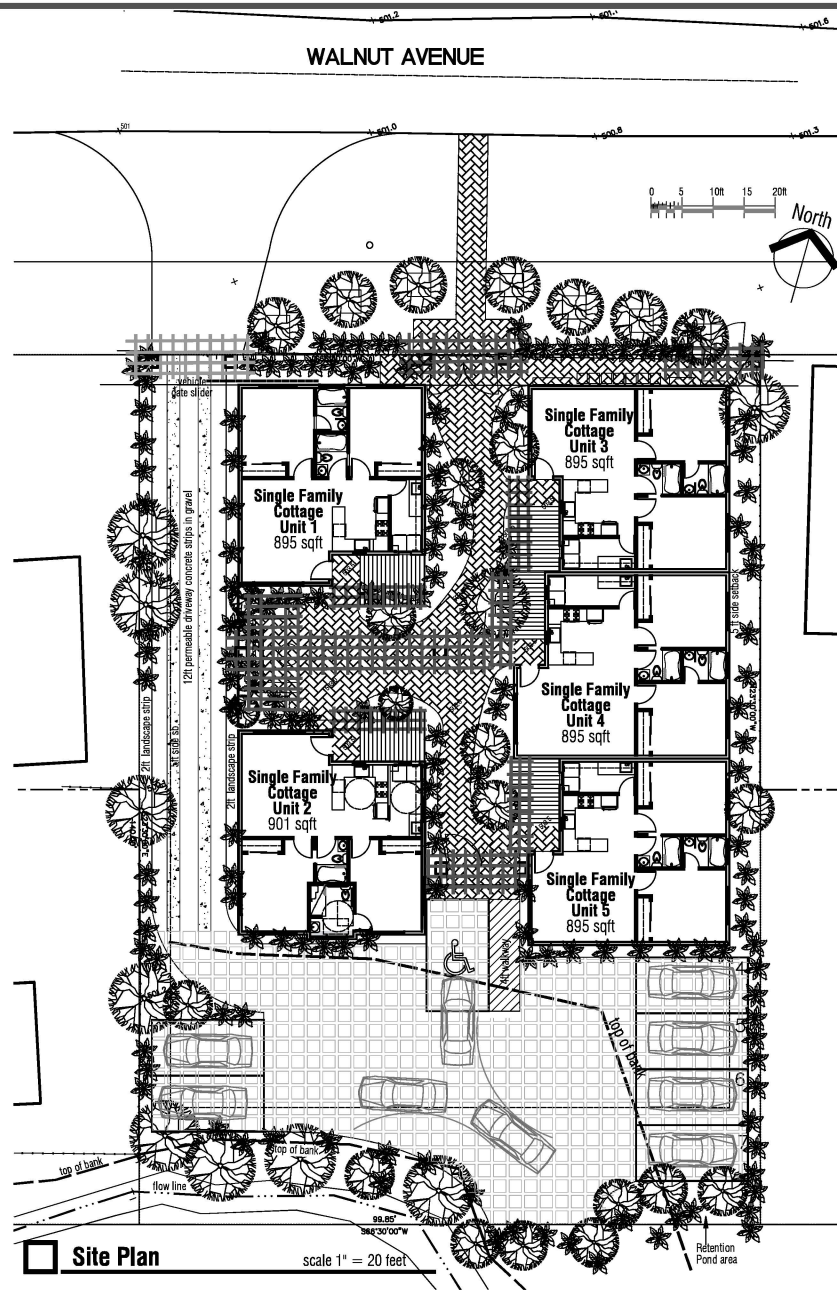 501.2
501.1
501.6
WALNUT AVENUE
501
501.0
500.8
501.3
0 5 10ft 15 20ft
North
vehicle
gate slider
Single Family
Cottage
Unit 1
895 sqft
Single Family
Cottage
Unit 3
895 sqft
12ft permeable driveway concrete strips in gravel
5 ft side setback
2ft landscape strip
2ft landscape strip
Single Family
Cottage
Unit 4
895 sqft
Single Family
Cottage
Unit 2
901 sqft
Single Family
Cottage
Unit 5
895 sqft
4ft walkway
4
5
6
top of bank
top of bank
top of bank
flow line
99.85'
S66°30'00"W
Retention
Pond area
Site Plan
scale 1" = 20 feet